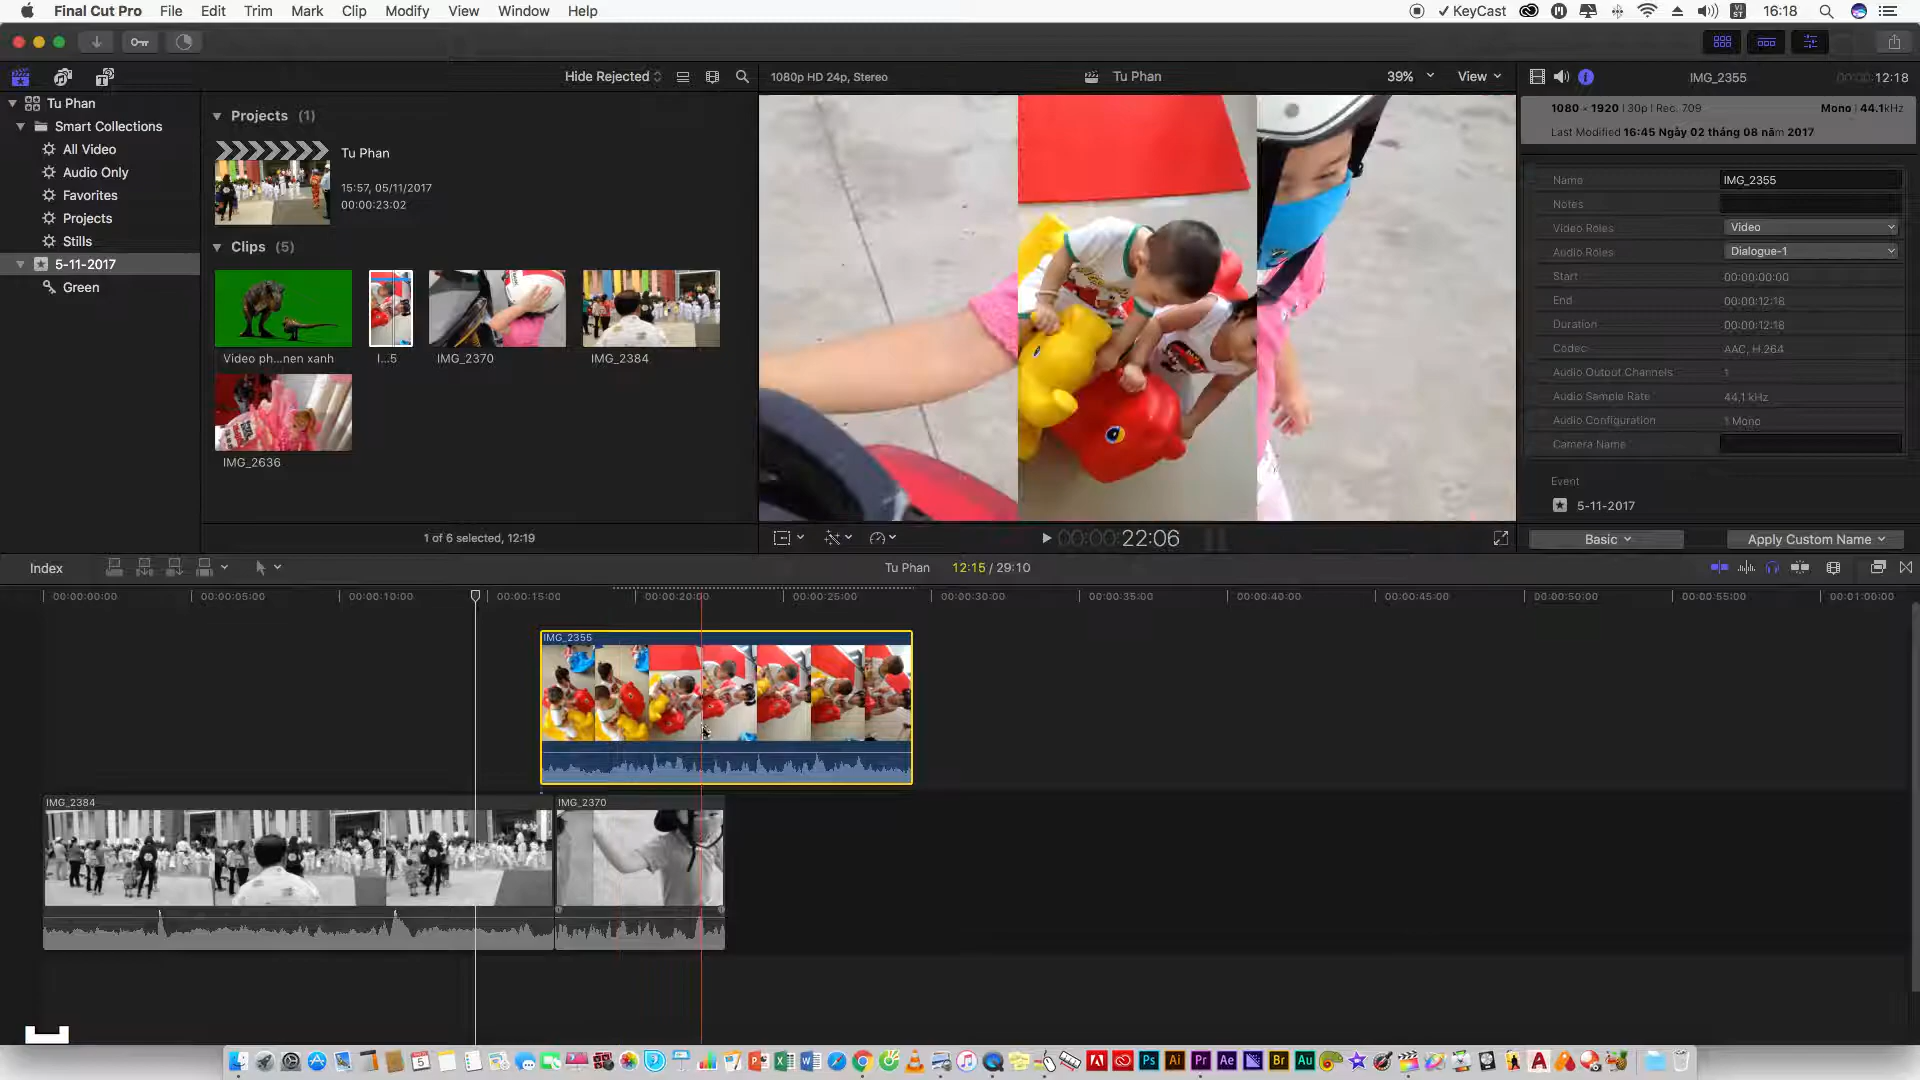 Final Cut Pro File Edit Trim Mark Clip Modify View Window Help
KeyCast 16:18
Hide Rejected
1080p HD 24p, Stereo Tu Phan 39% View
IMG_2355 00:00:12:18
Tu Phan
Smart Collections
All Video
Audio Only
Favorites
Projects
Stills
5-11-2017
Green
Projects (1)
Tu Phan
15:57, 05/11/2017
00:00:23:02
Clips (5)
Video ph...nen xanh
I...5
IMG_2370
IMG_2384
IMG_2636
1 of 6 selected, 12:19
00:00:22:06
1080 × 1920 | 30p | Rec. 709 Mono | 44.1kHz
Last Modified 16:45 Ngày 02 tháng 08 năm 2017
Name IMG_2355
Notes
Video Roles Video
Audio Roles Dialogue-1
Start 00:00:00:00
End 00:00:12:18
Duration 00:00:12:18
Codec AAC, H.264
Audio Output Channels 1
Audio Sample Rate 44,1 kHz
Audio Configuration 1 Mono
Camera Name
Event
5-11-2017
Basic Apply Custom Name
Index Tu Phan 12:15 / 29:10
00:00:00:00 00:00:05:00 00:00:10:00 00:00:15:00 00:00:20:00 00:00:25:00 00:00:30:00 00:00:35:00 00:00:40:00 00:00:45:00 00:00:50:00 00:00:55:00 00:01:00:00
IMG_2355
IMG_2384 IMG_2370
Ps Ai Pr Ae Br Au